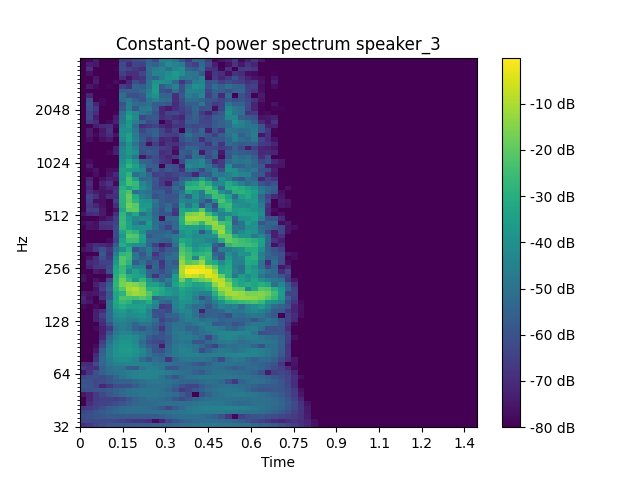 Constant-Q power spectrum speaker_3
Hz
2048
1024
512
256
128
64
32
0 0.15 0.3 0.45 0.6 0.75 0.9 1.1 1.2 1.4
Time
-10 dB
-20 dB
-30 dB
-40 dB
-50 dB
-60 dB
-70 dB
-80 dB